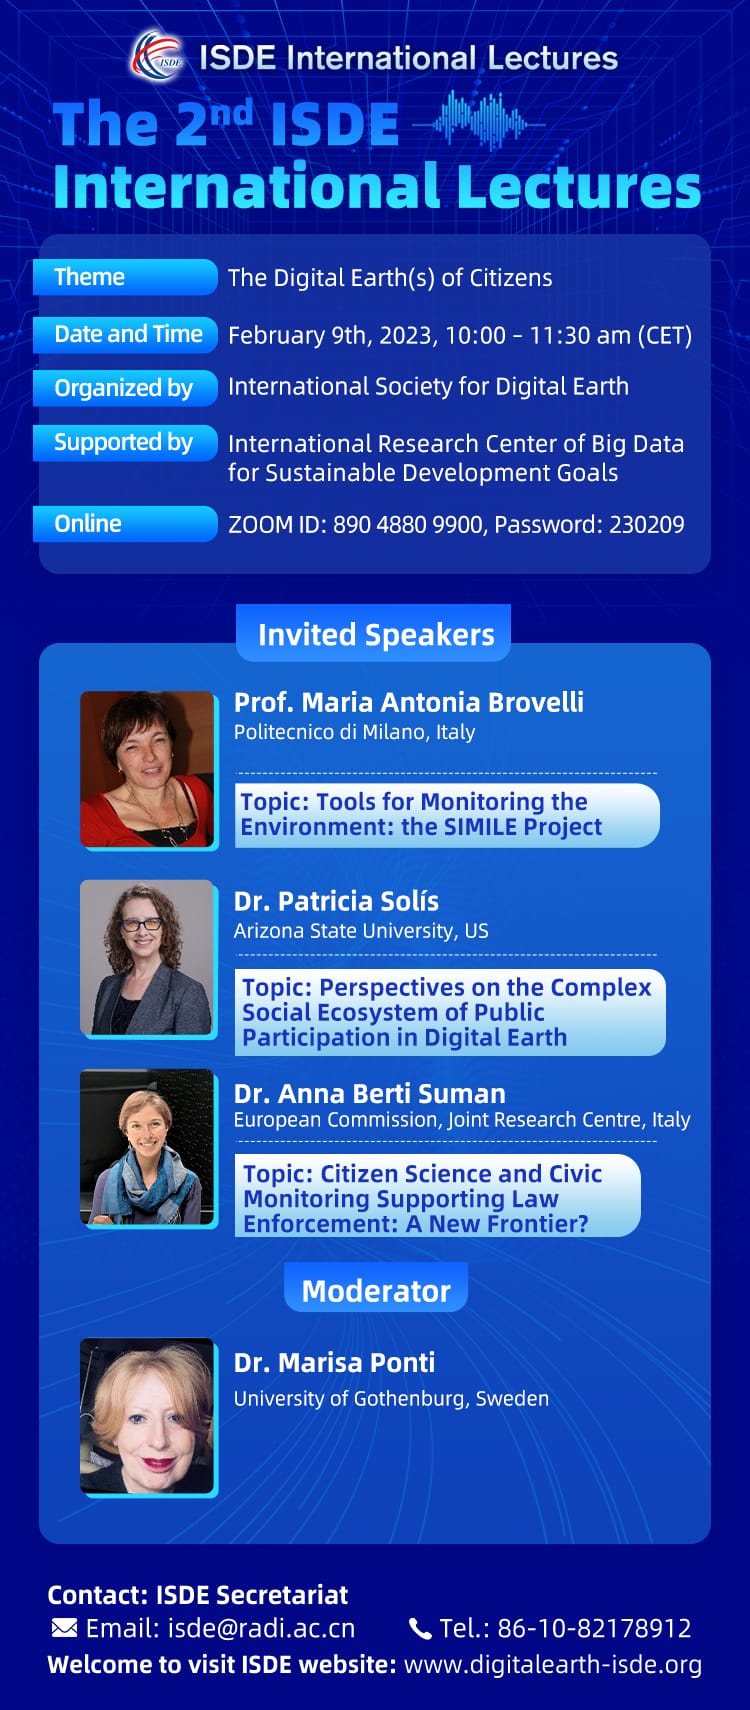 ISDE
ISDE International Lectures
The 2nd ISDE
International Lectures
Theme
The Digital Earth(s) of Citizens
Date and Time
February 9th, 2023, 10:00 – 11:30 am (CET)
Organized by
International Society for Digital Earth
Supported by
International Research Center of Big Data
for Sustainable Development Goals
Online
ZOOM ID: 890 4880 9900, Password: 230209
Invited Speakers
Prof. Maria Antonia Brovelli
Politecnico di Milano, Italy
Topic: Tools for Monitoring the
Environment: the SIMILE Project
Dr. Patricia Solís
Arizona State University, US
Topic: Perspectives on the Complex
Social Ecosystem of Public
Participation in Digital Earth
Dr. Anna Berti Suman
European Commission, Joint Research Centre, Italy
Topic: Citizen Science and Civic
Monitoring Supporting Law
Enforcement: A New Frontier?
Moderator
Dr. Marisa Ponti
University of Gothenburg, Sweden
Contact: ISDE Secretariat
Email: isde@radi.ac.cn
Tel.: 86-10-82178912
Welcome to visit ISDE website: www.digitalearth-isde.org